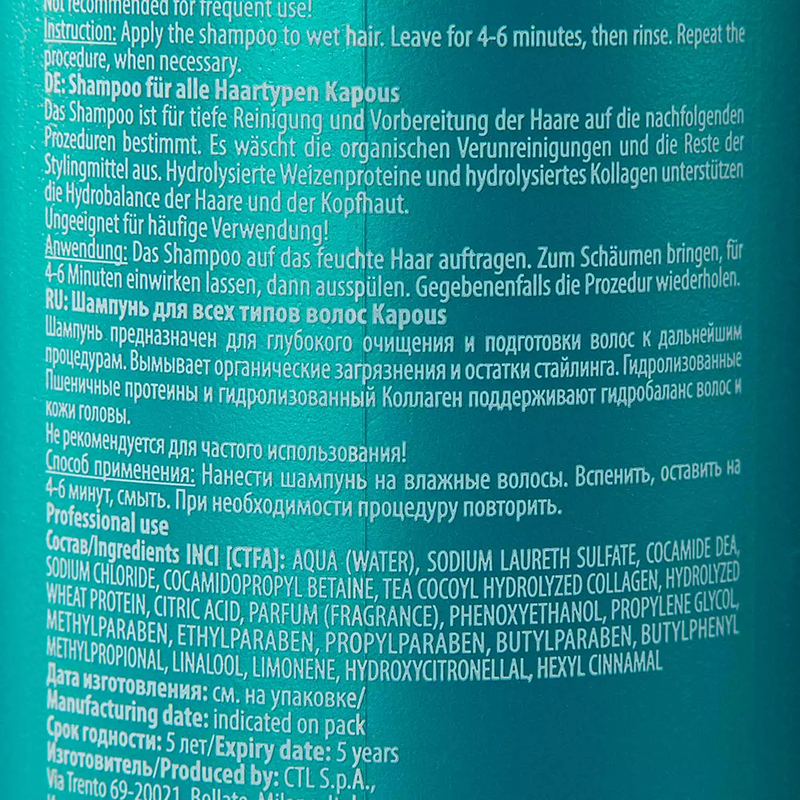 Not recommended for frequent use!
Instruction: Apply the shampoo to wet hair. Leave for 4-6 minutes, then rinse. Repeat the
procedure, when necessary.
DE: Shampoo für alle Haartypen Kapous
Das Shampoo ist für tiefe Reinigung und Vorbereitung der Haare auf die nachfolgenden
Prozeduren bestimmt. Es wäscht die organischen Verunreinigungen und die Reste der
Stylingmittel aus. Hydrolysierte Weizenproteine und hydrolysiertes Kollagen unterstützen
die Hydrobalance der Haare und der Kopfhaut.
Ungeeignet für häufige Verwendung!
Anwendung: Das Shampoo auf das feuchte Haar auftragen. Zum Schäumen bringen, für
4-6 Minuten einwirken lassen, dann ausspülen. Gegebenenfalls die Prozedur wiederholen.
RU: Шампунь для всех типов волос Kapous
Шампунь предназначен для глубокого очищения и подготовки волос к дальнейшим
процедурам. Вымывает органические загрязнения и остатки стайлинга. Гидролизованные
Пшеничные протеины и гидролизованный Коллаген поддерживают гидробаланс волос и
кожи головы.
Не рекомендуется для частого использования!
Способ применения: Нанести шампунь на влажные волосы. Вспенить, оставить на
4-6 минут, смыть. При необходимости процедуру повторить.
Professional use
Состав/Ingredients INCI [CTFA]: AQUA (WATER), SODIUM LAURETH SULFATE, COCAMIDE DEA,
SODIUM CHLORIDE, COCAMIDOPROPYL BETAINE, TEA COCOYL HYDROLYZED COLLAGEN, HYDROLYZED
WHEAT PROTEIN, CITRIC ACID, PARFUM (FRAGRANCE), PHENOXYETHANOL, PROPYLENE GLYCOL,
METHYLPARABEN, ETHYLPARABEN, PROPYLPARABEN, BUTYLPARABEN, BUTYLPHENYL
METHYLPROPIONAL, LINALOOL, LIMONENE, HYDROXYCITRONELLAL, HEXYL CINNAMAL
Дата изготовления: см. на упаковке/
Manufacturing date: indicated on pack
Срок годности: 5 лет/Expiry date: 5 years
Изготовитель/Produced by: CTL S.p.A.,
Via Trento 69-20021, Bollate,